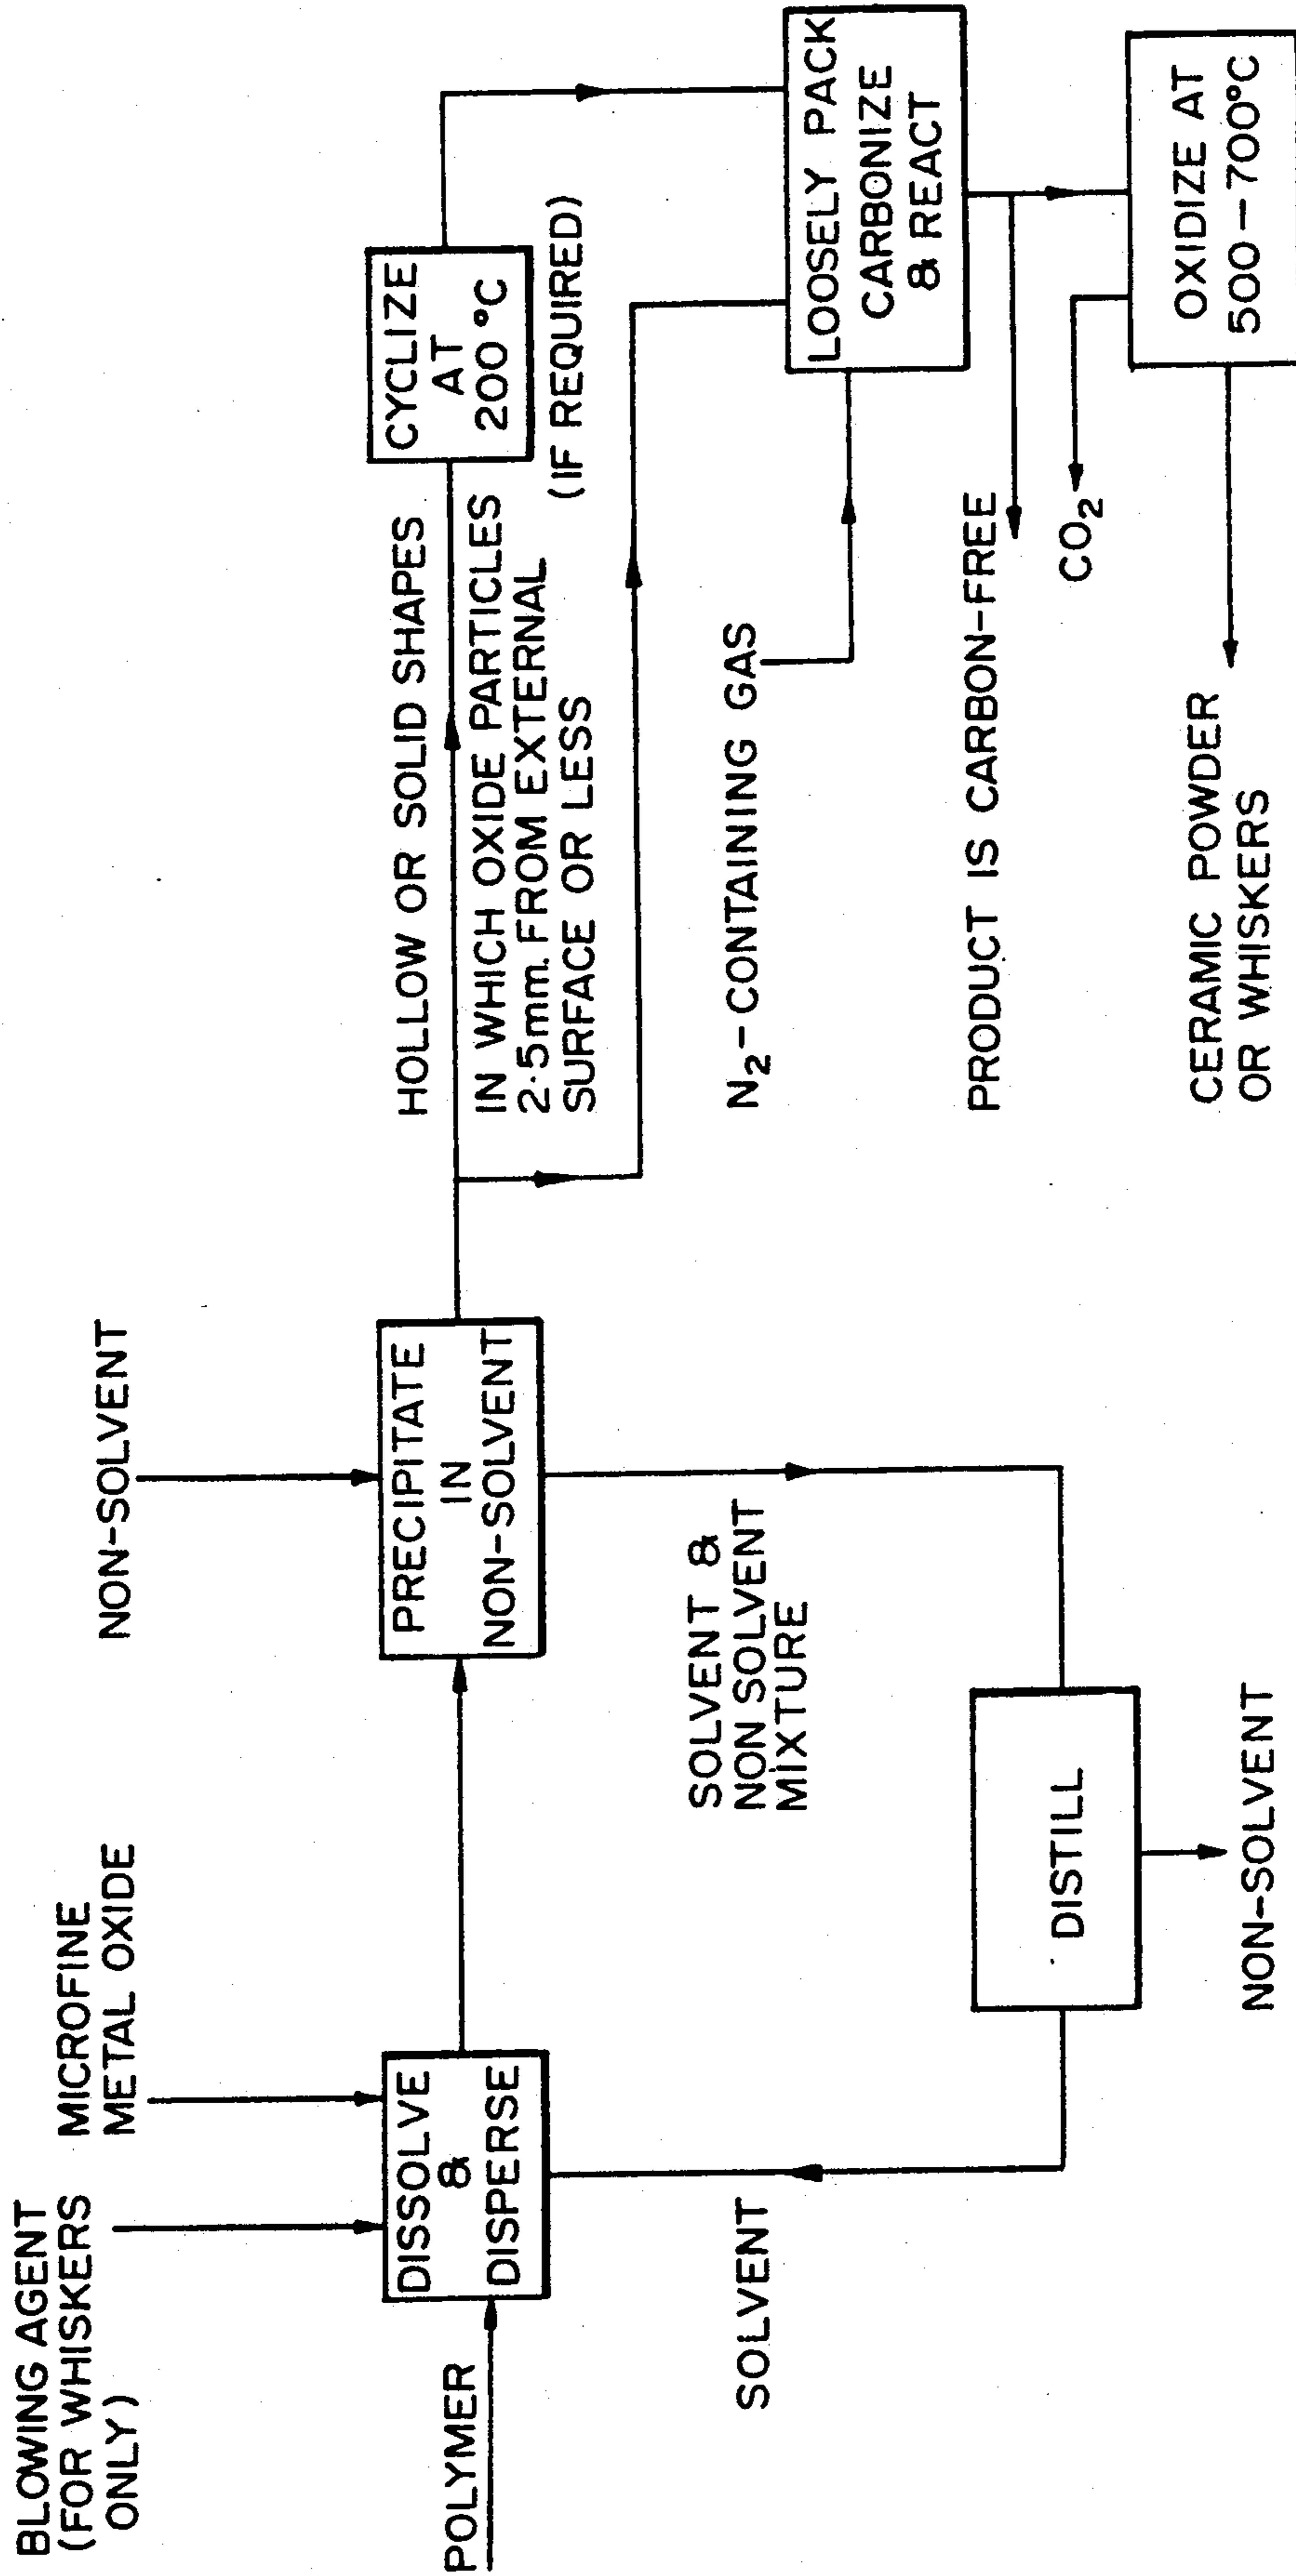 BLOWING AGENT
(FOR WHISKERS
ONLY)
MICROFINE
METAL OXIDE
POLYMER
DISSOLVE
&
DISPERSE
SOLVENT
NON-SOLVENT
PRECIPITATE
IN
NON-SOLVENT
SOLVENT &
NON SOLVENT
MIXTURE
DISTILL
NON-SOLVENT
HOLLOW OR SOLID SHAPES
IN WHICH OXIDE PARTICLES
2·5mm. FROM EXTERNAL
SURFACE OR LESS
CYCLIZE
AT
200 °C
(IF REQUIRED)
N2-CONTAINING GAS
LOOSELY PACK
CARBONIZE
& REACT
PRODUCT IS CARBON-FREE
CO2
OXIDIZE AT
500-700°C
CERAMIC POWDER
OR WHISKERS